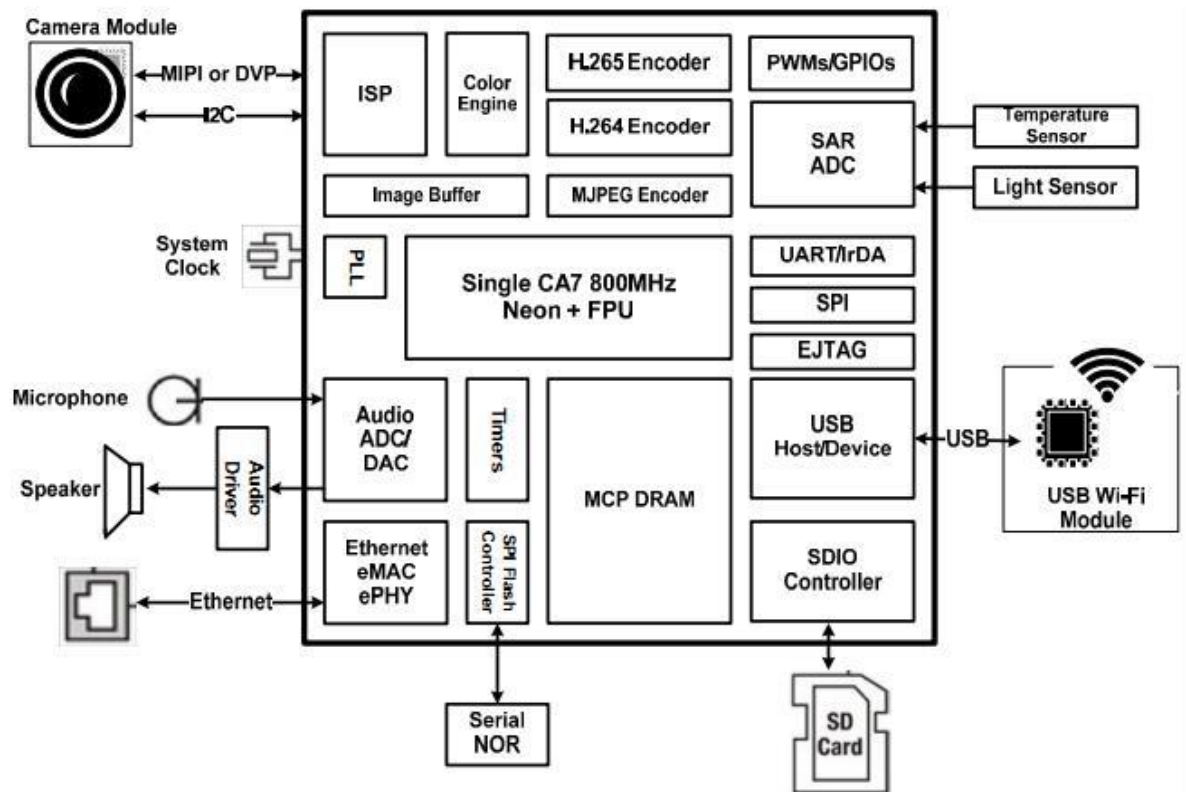 Camera Module
MIPI or DVP
I2C
ISP
Color
Engine
H.265 Encoder
H.264 Encoder
PWMs/GPIOs
SAR
ADC
Temperature
Sensor
Light Sensor
Image Buffer
MJPEG Encoder
System
Clock
PLL
Single CA7 800MHz
Neon + FPU
UART/IrDA
SPI
EJTAG
Microphone
Audio
ADC/
DAC
Timers
MCP DRAM
USB
Host/Device
USB
USB Wi-Fi
Module
Speaker
Audio
Driver
Ethernet
Ethernet
eMAC
ePHY
SPI Flash
Controller
SDIO
Controller
Serial
NOR
SD
Card